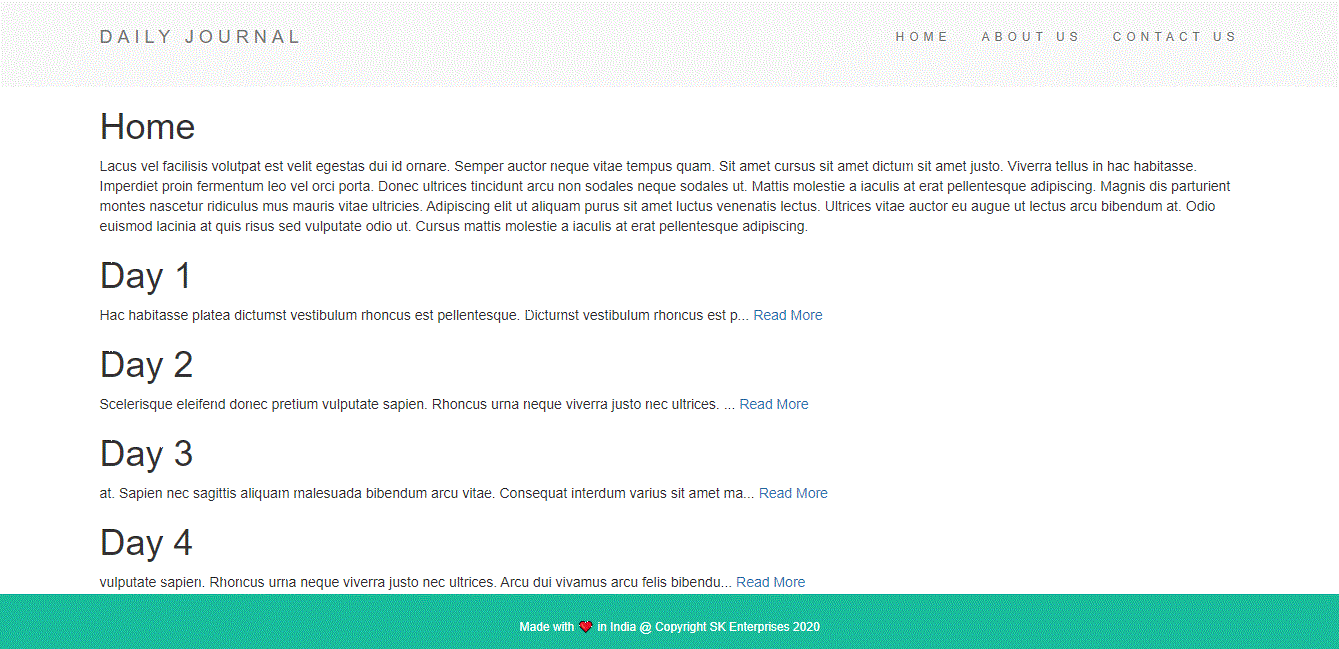 DAILY JOURNAL
HOME ABOUT US CONTACT US
Home
Lacus vel facilisis volutpat est velit egestas dui id ornare. Semper auctor neque vitae tempus quam. Sit amet cursus sit amet dictum sit amet justo. Viverra tellus in hac habitasse.
Imperdiet proin fermentum leo vel orci porta. Donec ultrices tincidunt arcu non sodales neque sodales ut. Mattis molestie a iaculis at erat pellentesque adipiscing. Magnis dis parturient
montes nascetur ridiculus mus mauris vitae ultricies. Adipiscing elit ut aliquam purus sit amet luctus venenatis lectus. Ultrices vitae auctor eu augue ut lectus arcu bibendum at. Odio
euismod lacinia at quis risus sed vulputate odio ut. Cursus mattis molestie a iaculis at erat pellentesque adipiscing.
Day 1
Hac habitasse platea dictumst vestibulum rhoncus est pellentesque. Dictumst vestibulum rhoncus est p... Read More
Day 2
Scelerisque eleifend donec pretium vulputate sapien. Rhoncus urna neque viverra justo nec ultrices. ... Read More
Day 3
at. Sapien nec sagittis aliquam malesuada bibendum arcu vitae. Consequat interdum varius sit amet ma... Read More
Day 4
vulputate sapien. Rhoncus urna neque viverra justo nec ultrices. Arcu dui vivamus arcu felis bibendu... Read More
Made with ❤ in India @ Copyright SK Enterprises 2020